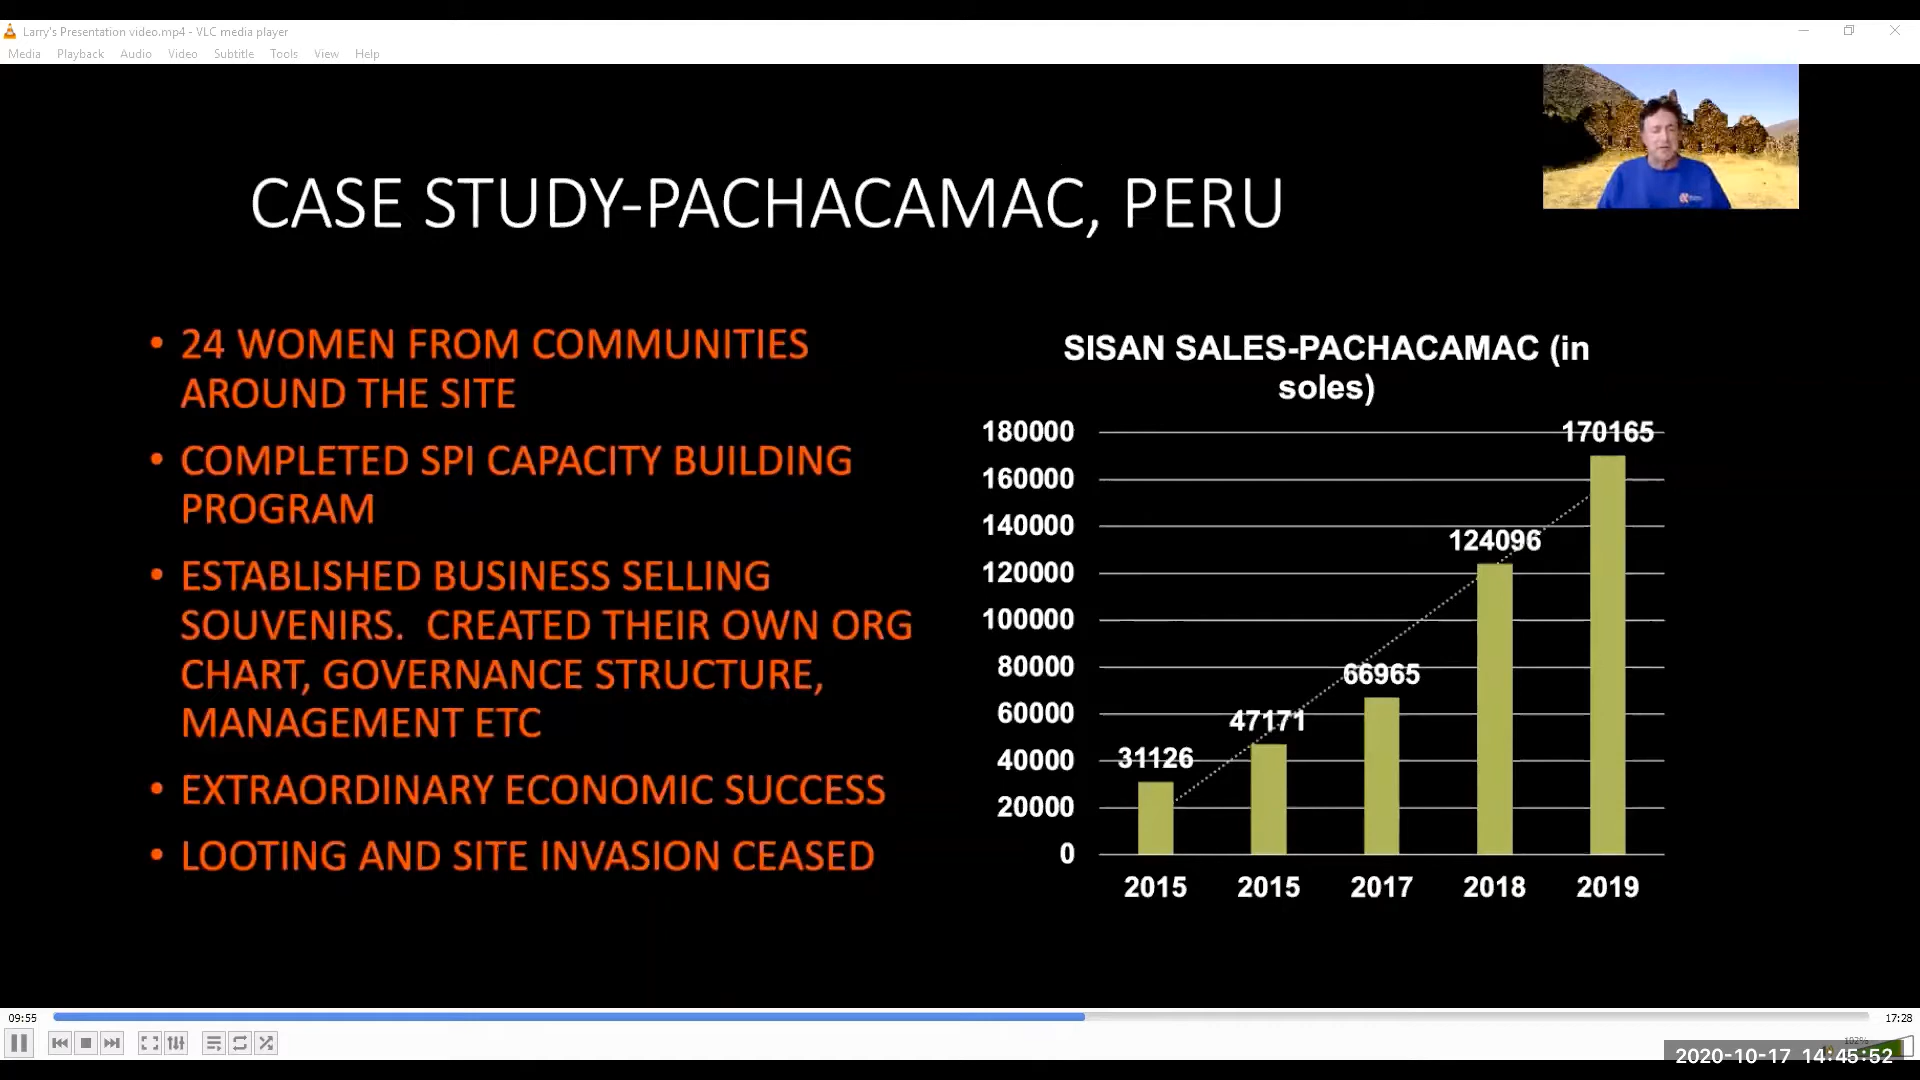 Larry's Presentation video.mp4 - VLC media player
Media Playback Audio Video Subtitle Tools View Help
CASE STUDY-PACHACAMAC, PERU
• 24 WOMEN FROM COMMUNITIES
AROUND THE SITE
• COMPLETED SPI CAPACITY BUILDING
PROGRAM
• ESTABLISHED BUSINESS SELLING
SOUVENIRS. CREATED THEIR OWN ORG
CHART, GOVERNANCE STRUCTURE,
MANAGEMENT ETC
• EXTRAORDINARY ECONOMIC SUCCESS
• LOOTING AND SITE INVASION CEASED
SISAN SALES-PACHACAMAC (in
soles)
180000
160000
140000
120000
100000
80000
60000
40000
20000
0
31126
47171
66965
124096
170165
2015 2015 2017 2018 2019
09:55
17:28
2020-10-17 14:45:52